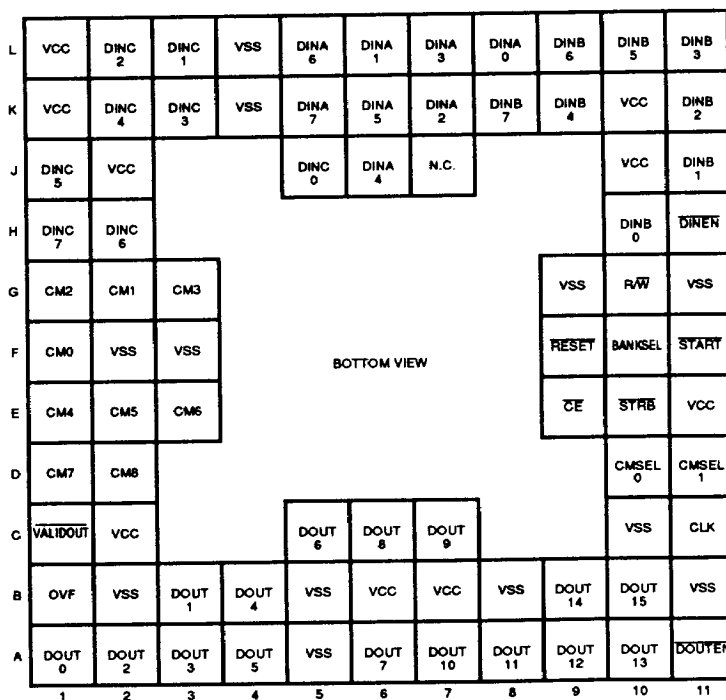 L VCC DINC 2 DINC 1 VSS DINA 6 DINA 1 DINA 3 DINA 0 DINB 6 DINB 5 DINB 3
K VCC DINC 4 DINC 3 VSS DINA 7 DINA 5 DINA 2 DINB 7 DINB 4 VCC DINB 2
J DINC 5 VCC DINC 0 DINA 4 N.C. VCC DINB 1
H DINC 7 DINC 6 DINB 0 D̅I̅N̅E̅N̅
G CM2 CM1 CM3 VSS R/W̅ VSS
F CM0 VSS VSS BOTTOM VIEW R̅E̅S̅E̅T̅ BANKSEL S̅T̅A̅R̅T̅
E CM4 CM5 CM6 C̅E̅ S̅T̅R̅B̅ VCC
D CM7 CM8 CMSEL 0 CMSEL 1
C V̅A̅L̅I̅D̅O̅U̅T̅ VCC DOUT 6 DOUT 8 DOUT 9 VSS CLK
B OVF VSS DOUT 1 DOUT 4 VSS VCC VCC VSS DOUT 14 DOUT 15 VSS
A DOUT 0 DOUT 2 DOUT 3 DOUT 5 VSS DOUT 7 DOUT 10 DOUT 11 DOUT 12 DOUT 13 D̅O̅U̅T̅E̅N̅
1 2 3 4 5 6 7 8 9 10 11